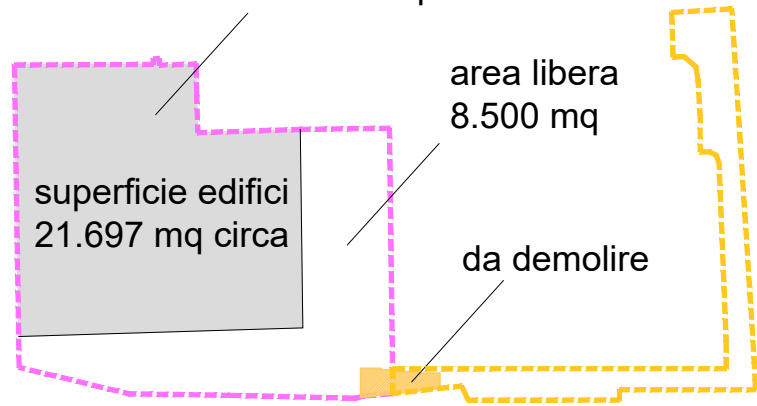 area libera
8.500 mq
superficie edifici
21.697 mq circa
da demolire